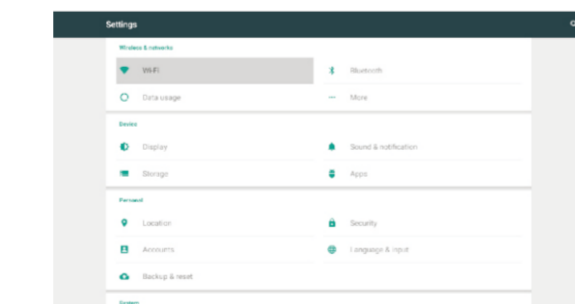 Settings
Wireless & networks
Wi-Fi
Bluetooth
Data usage
More
Device
Display
Sound & notification
Storage
Apps
Personal
Location
Security
Accounts
Language & input
Backup & reset
System